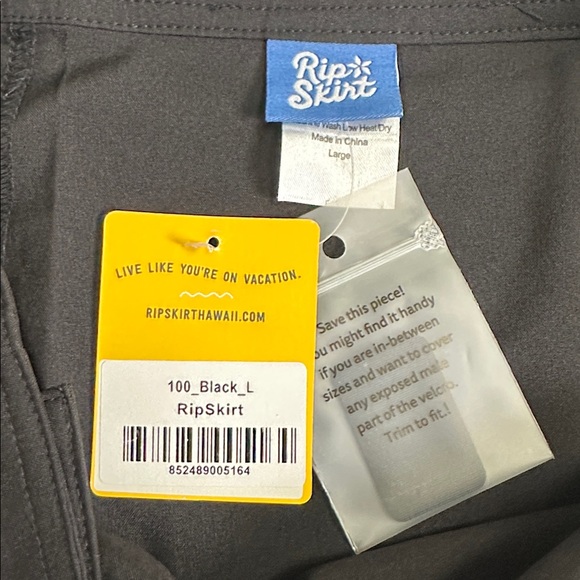 Rip
Skirt
Wash Low Heat Dry
Made in China
Large
LIVE LIKE YOU'RE ON VACATION.
RIPSKIRTHAWAII.COM
100_Black_L
RipSkirt
852489005164
Save this piece!
ou might find it handy
if you are in-between
sizes and want to cover
any exposed male
part of the velcro.
Trim to fit.!